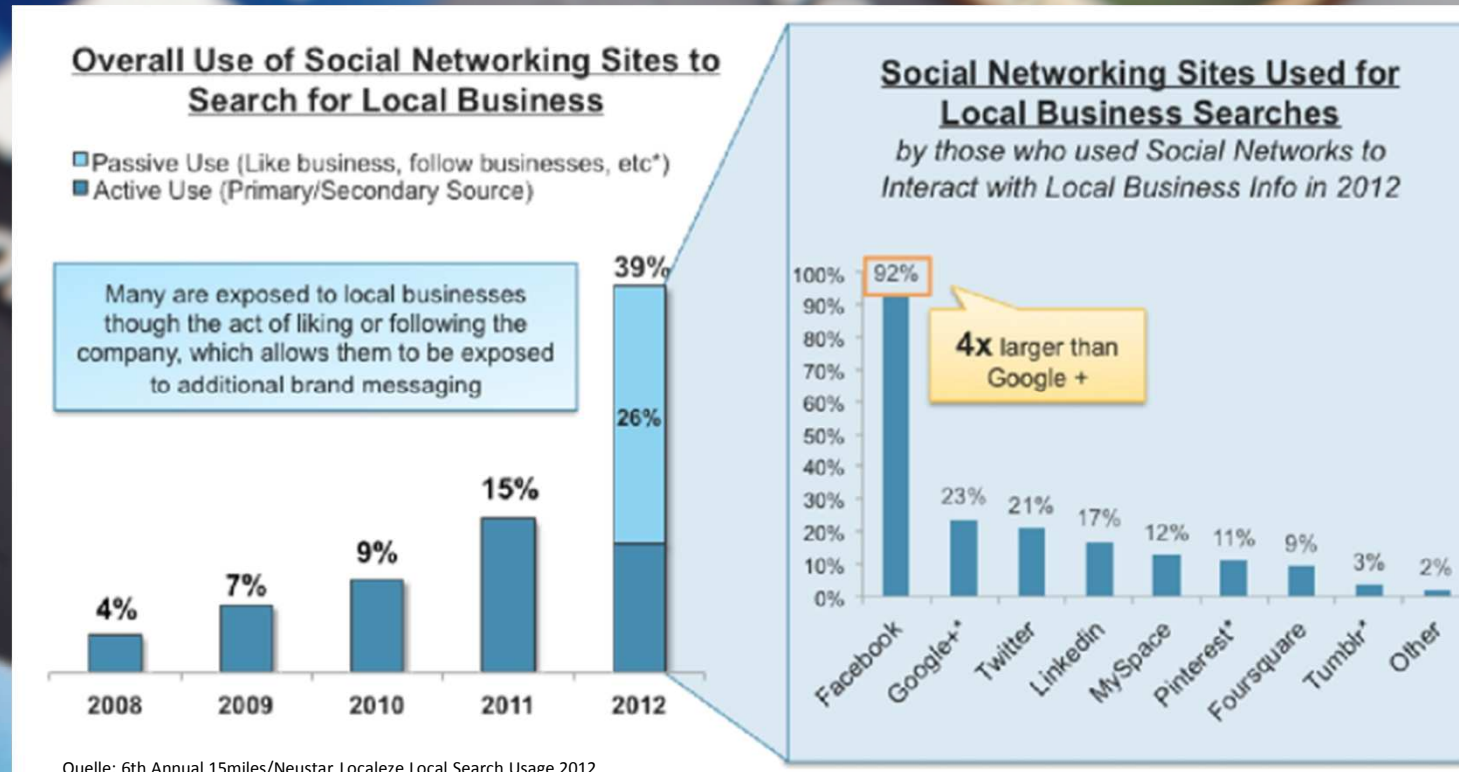 Overall Use of Social Networking Sites to
Search for Local Business
Passive Use (Like business, follow businesses, etc*)
Active Use (Primary/Secondary Source)
Many are exposed to local businesses
though the act of liking or following the
company, which allows them to be exposed
to additional brand messaging
4%
7%
9%
15%
39%
26%
2008
2009
2010
2011
2012
Quelle: 6th Annual 15miles/Neustar Localeze Local Search Usage 2012
Social Networking Sites Used for
Local Business Searches
by those who used Social Networks to
Interact with Local Business Info in 2012
100%
90%
80%
70%
60%
50%
40%
30%
20%
10%
0%
92%
4x larger than
Google +
23%
21%
17%
12%
11%
9%
3%
2%
Facebook
Google+*
Twitter
Linkedin
MySpace
Pinterest*
Foursquare
Tumblr*
Other